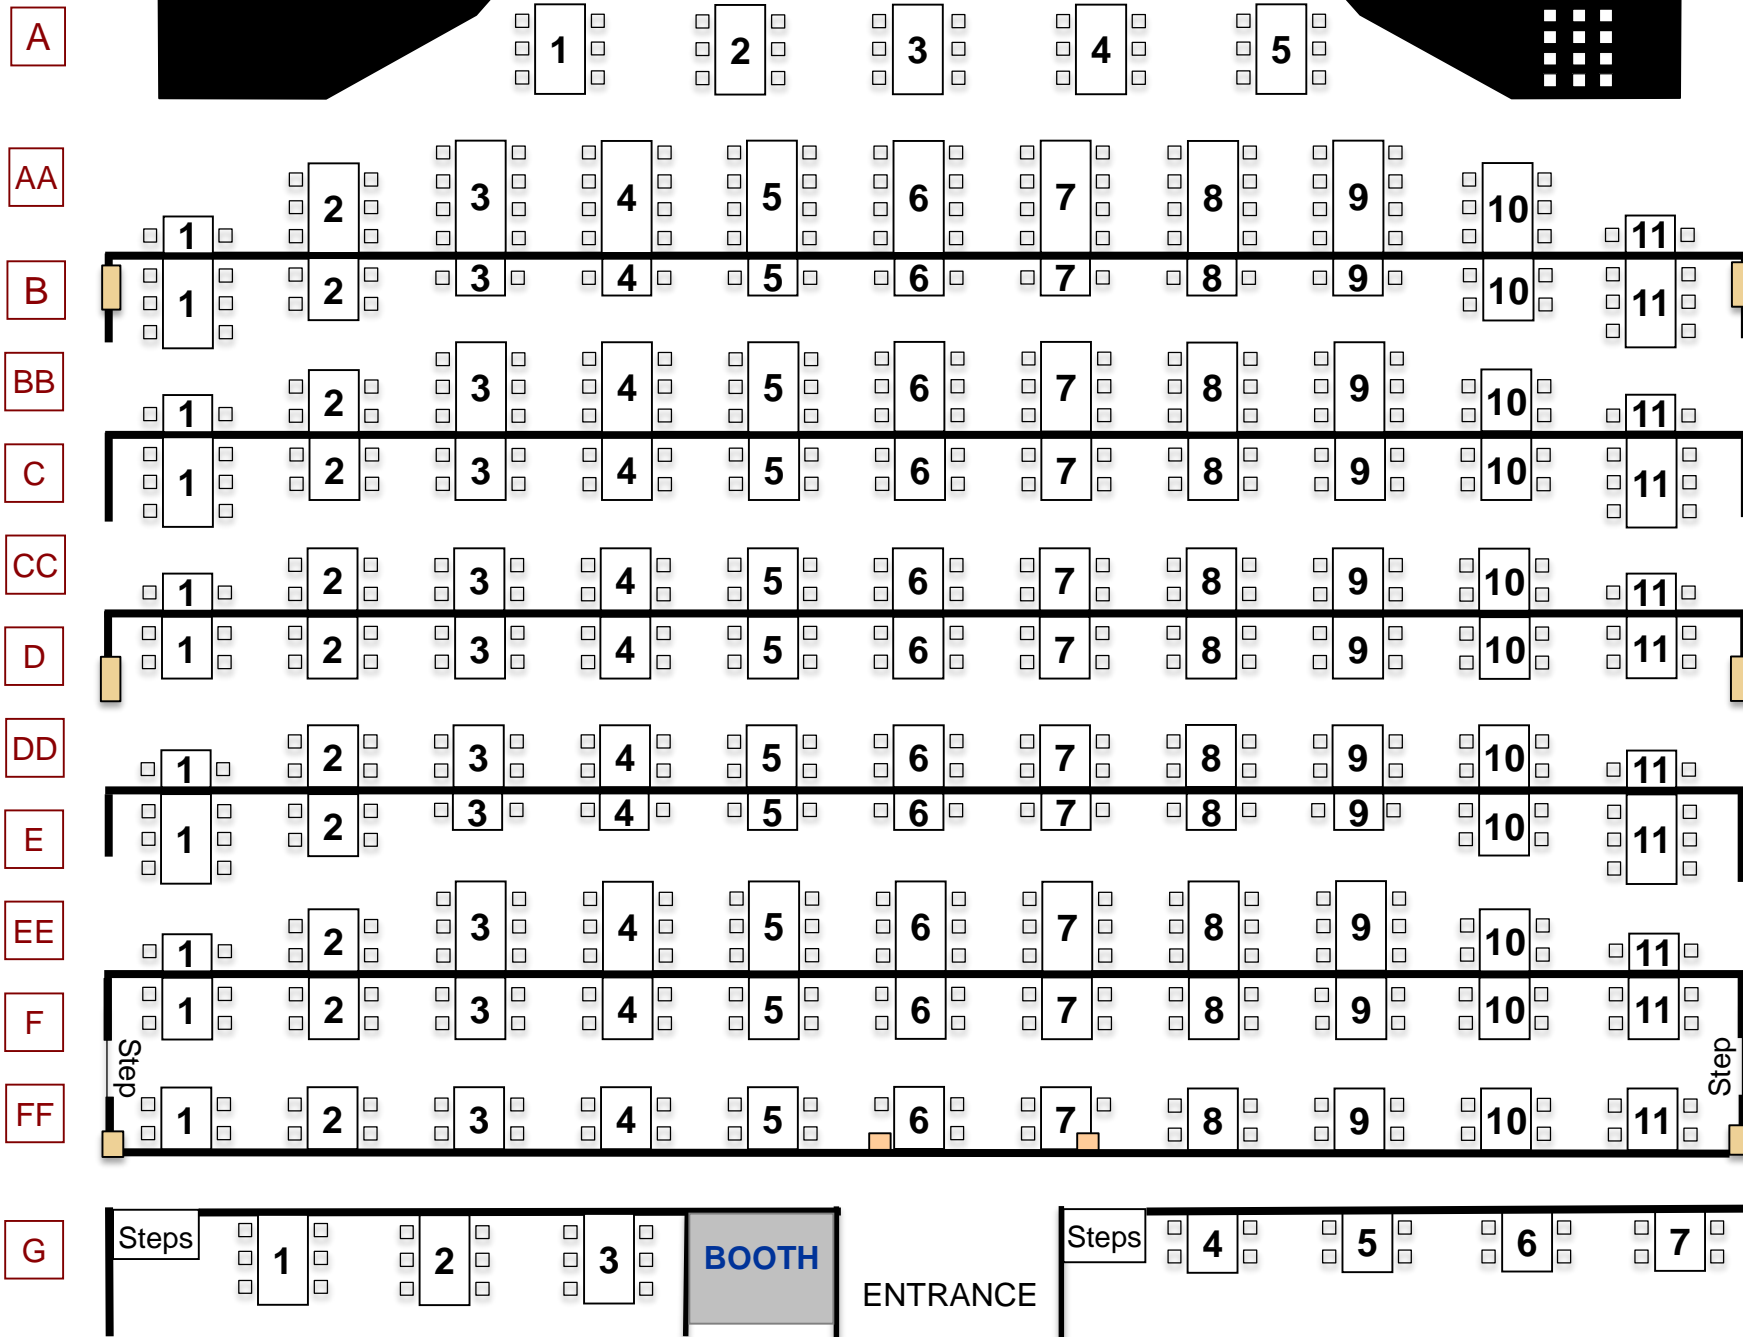 A 1 2 3 4 5
AA 1 2 3 4 5 6 7 8 9 10 11
B 1 2 3 4 5 6 7 8 9 10 11
BB 1 2 3 4 5 6 7 8 9 10 11
C 1 2 3 4 5 6 7 8 9 10 11
CC 1 2 3 4 5 6 7 8 9 10 11
D 1 2 3 4 5 6 7 8 9 10 11
DD 1 2 3 4 5 6 7 8 9 10 11
E 1 2 3 4 5 6 7 8 9 10 11
EE 1 2 3 4 5 6 7 8 9 10 11
F 1 2 3 4 5 6 7 8 9 10 11
Step Step
FF 1 2 3 4 5 6 7 8 9 10 11
G Steps 1 2 3 BOOTH Steps 4 5 6 7
ENTRANCE